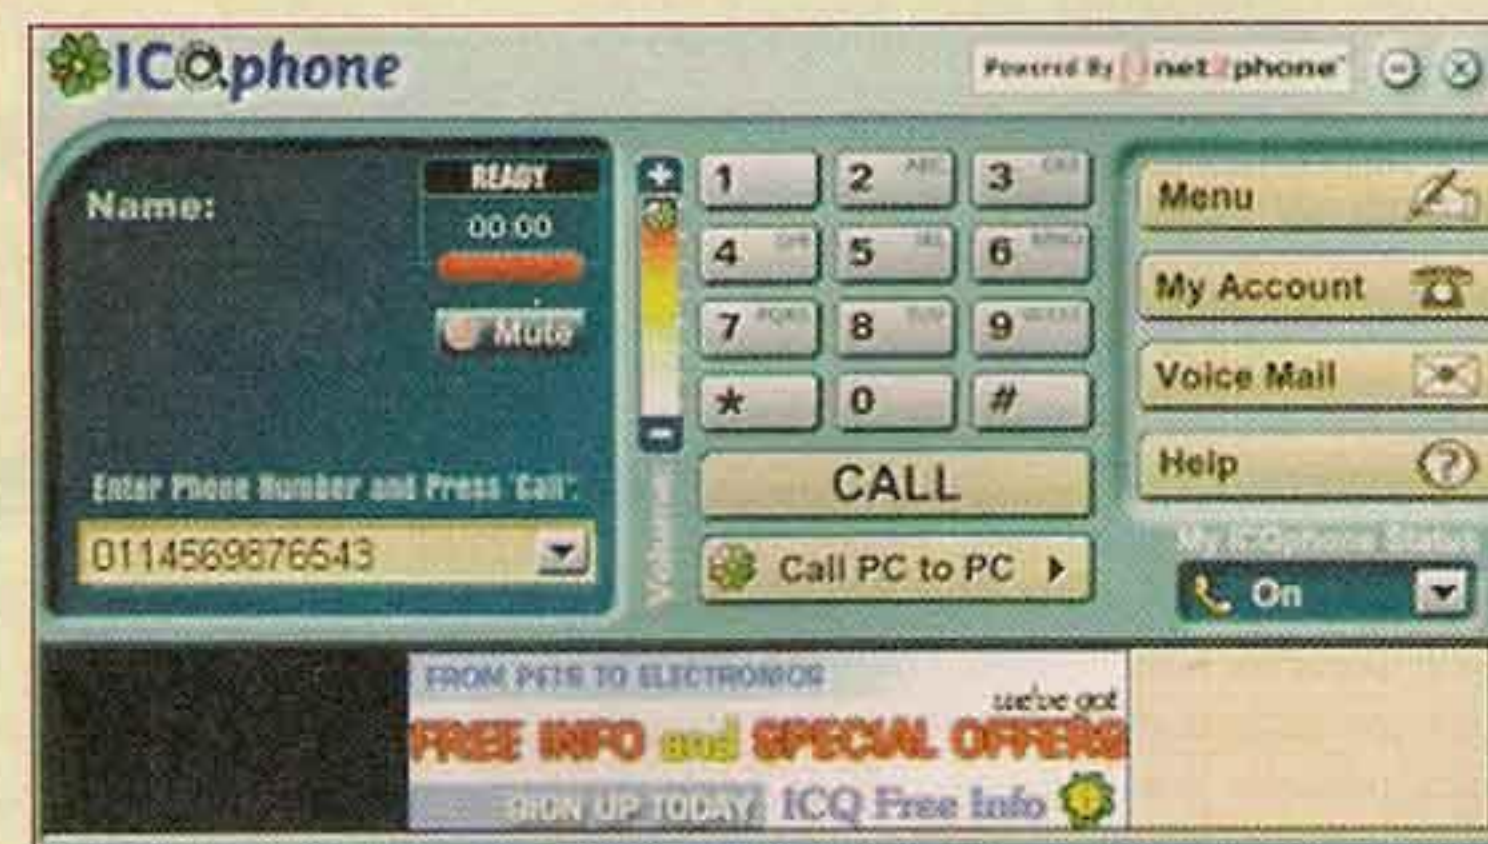 ICQphone
Powered By net2phone™
Name:
READY
00:00
Mute
Enter Phone Number and Press 'Call':
0114569876543
+
-
Volume
1
2 ABC
3
4
5
6
7
8
9
*
0
#
CALL
Call PC to PC
Menu
My Account
Voice Mail
Help
My ICQphone Status
On
FROM PETS TO ELECTRONICS
we've got
FREE INFO and SPECIAL OFFERS
SIGN UP TODAY ICQ Free Info